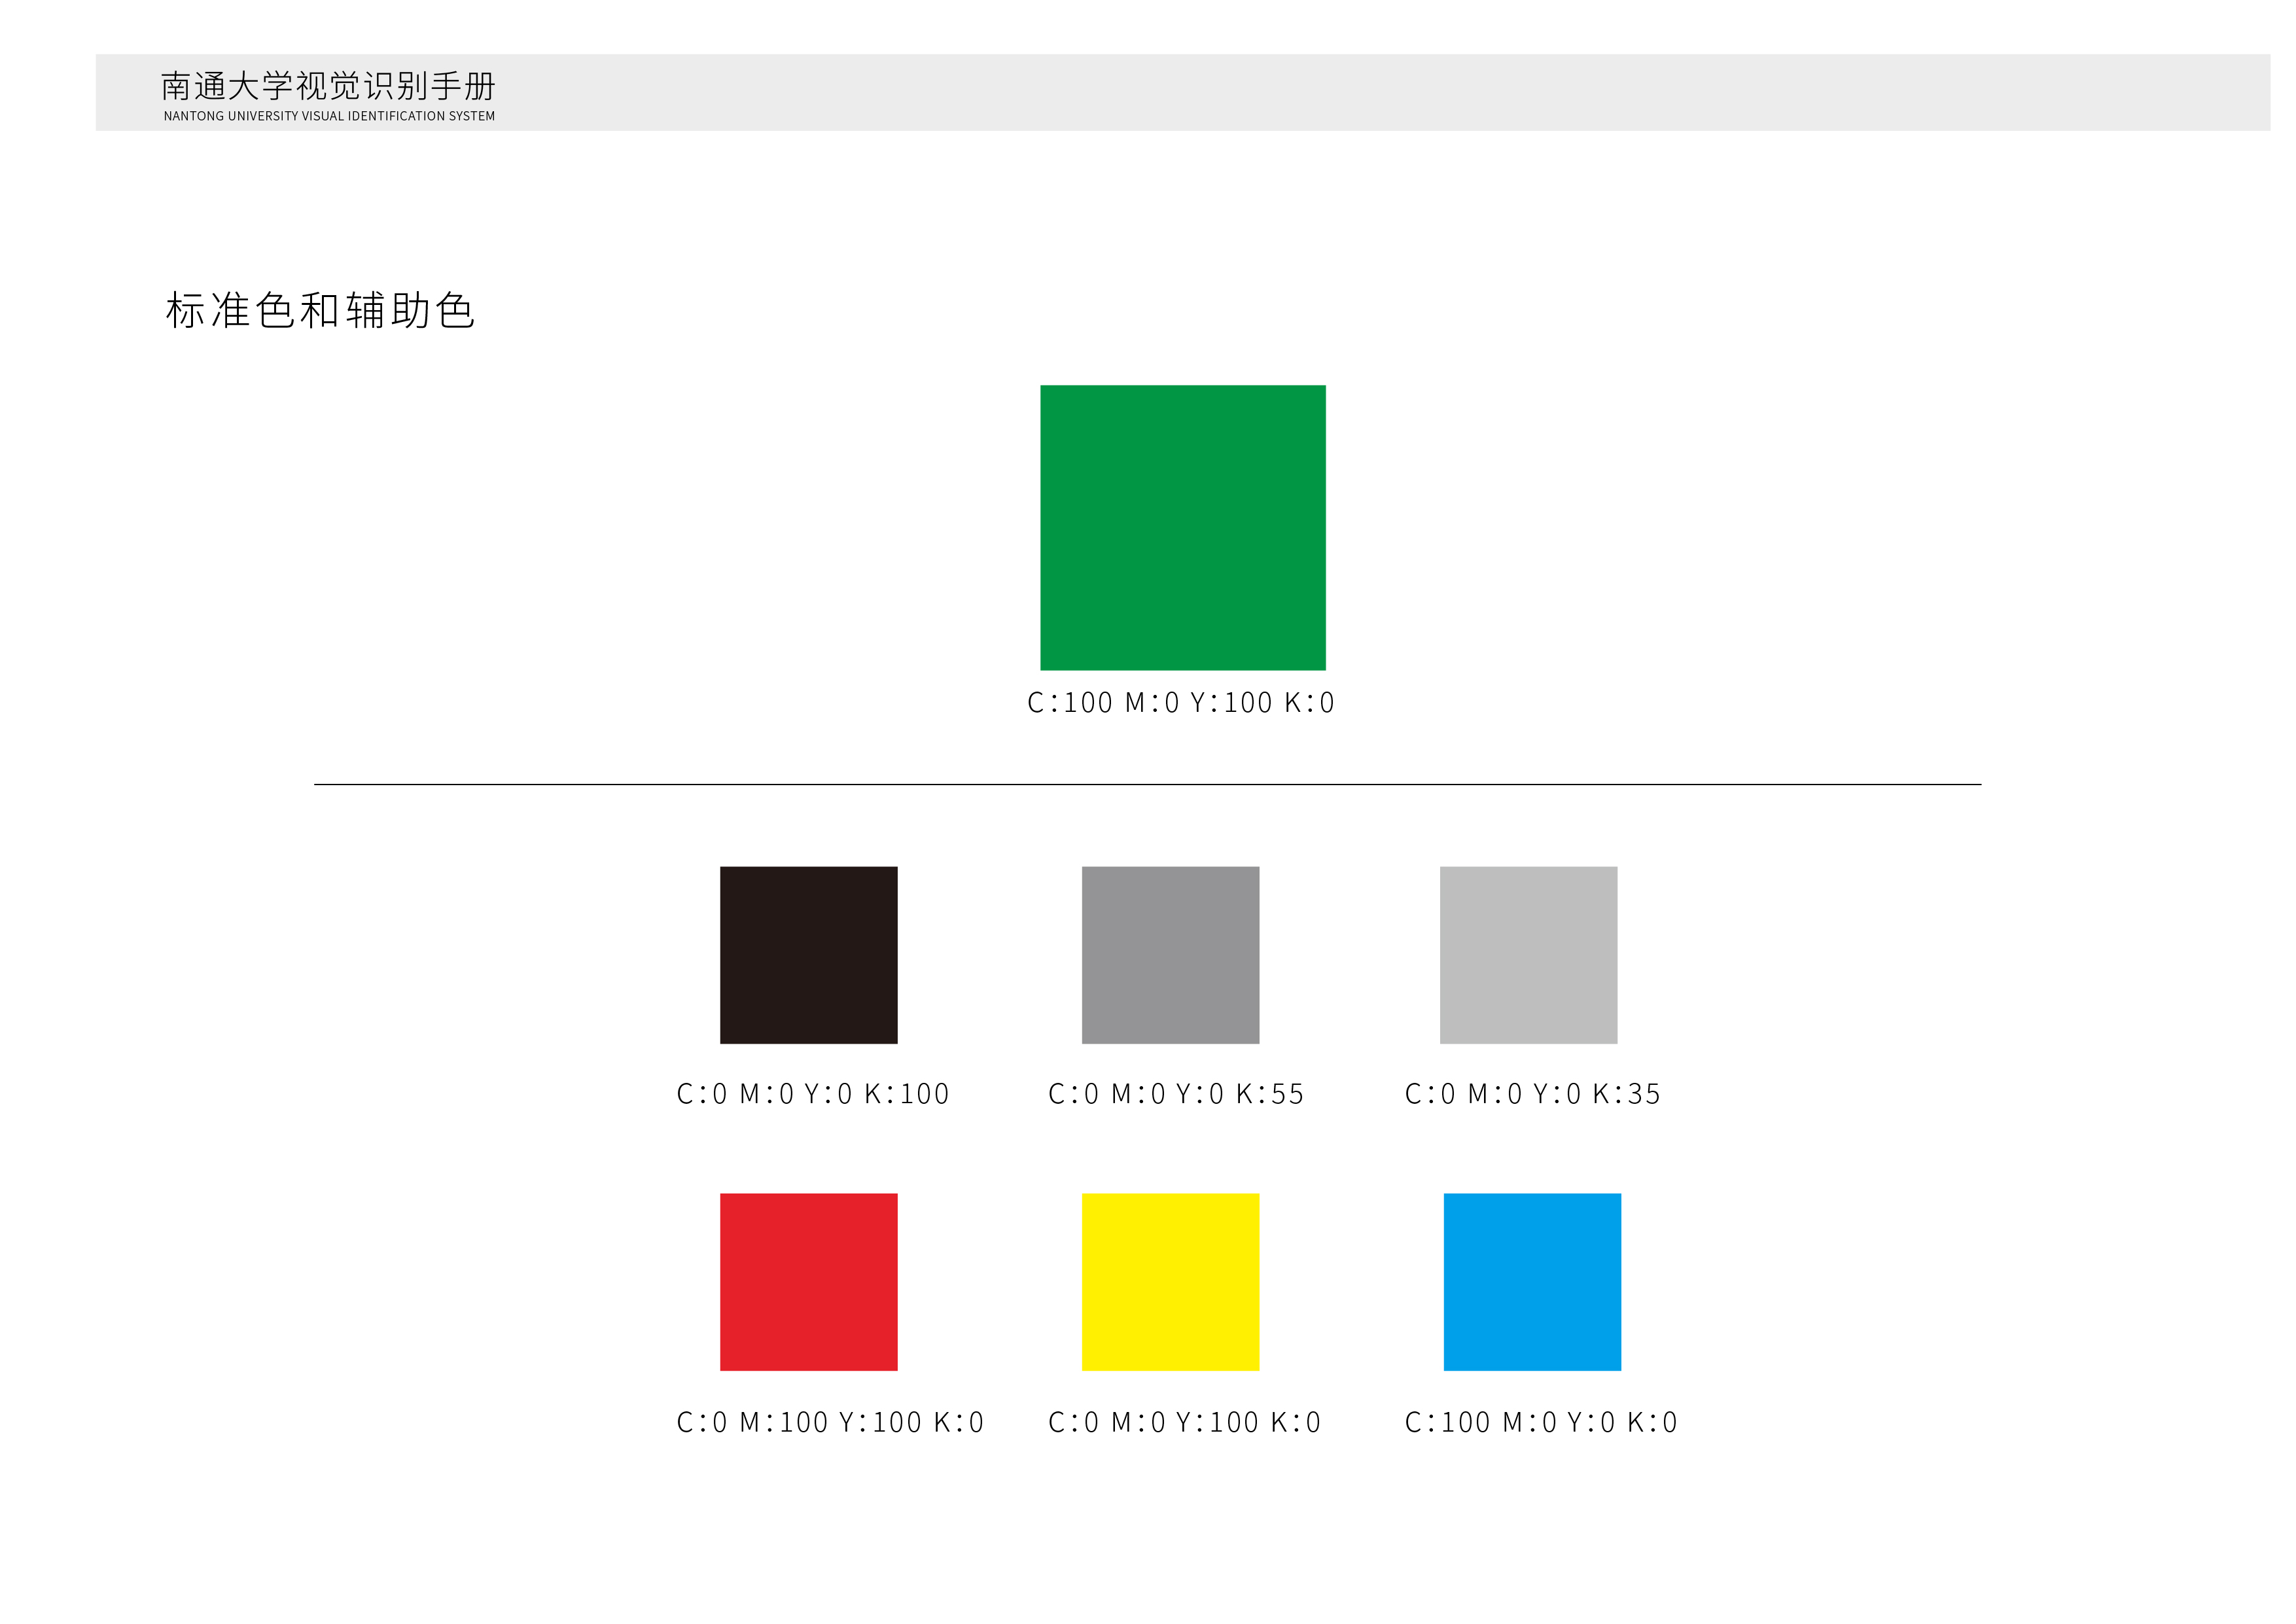 南通大学视觉识别手册
NANTONG UNIVERSITY VISUAL IDENTIFICATION SYSTEM
标准色和辅助色
C：100 M：0 Y：100 K：0
C：0 M：0 Y：0 K：100
C：0 M：0 Y：0 K：55
C：0 M：0 Y：0 K：35
C：0 M：100 Y：100 K：0
C：0 M：0 Y：100 K：0
C：100 M：0 Y：0 K：0